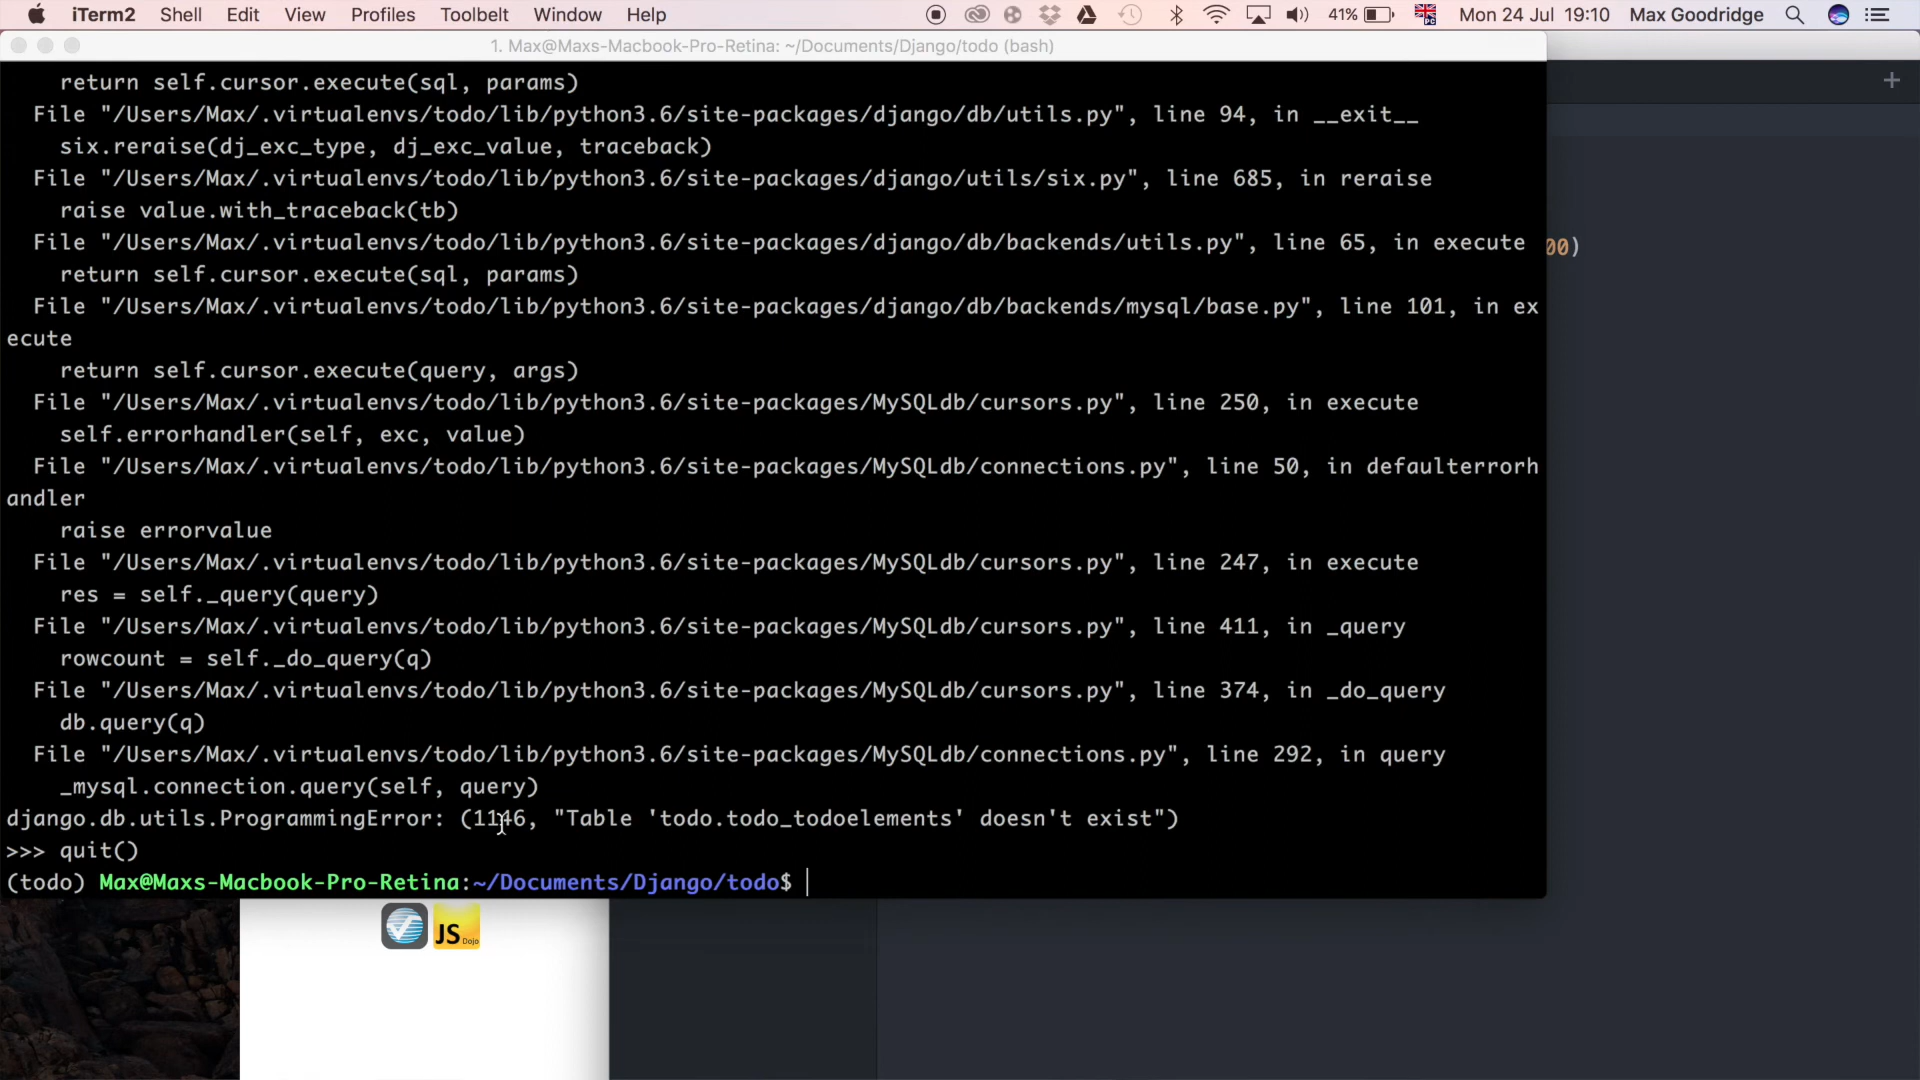 iTerm2 Shell Edit View Profiles Toolbelt Window Help 41% Mon 24 Jul 19:10 Max Goodridge
1. Max@Maxs-Macbook-Pro-Retina: ~/Documents/Django/todo (bash)
return self.cursor.execute(sql, params)
File "/Users/Max/.virtualenvs/todo/lib/python3.6/site-packages/django/db/utils.py", line 94, in __exit__
six.reraise(dj_exc_type, dj_exc_value, traceback)
File "/Users/Max/.virtualenvs/todo/lib/python3.6/site-packages/django/utils/six.py", line 685, in reraise
raise value.with_traceback(tb)
File "/Users/Max/.virtualenvs/todo/lib/python3.6/site-packages/django/db/backends/utils.py", line 65, in execute
00)
return self.cursor.execute(sql, params)
File "/Users/Max/.virtualenvs/todo/lib/python3.6/site-packages/django/db/backends/mysql/base.py", line 101, in ex
ecute
return self.cursor.execute(query, args)
File "/Users/Max/.virtualenvs/todo/lib/python3.6/site-packages/MySQLdb/cursors.py", line 250, in execute
self.errorhandler(self, exc, value)
File "/Users/Max/.virtualenvs/todo/lib/python3.6/site-packages/MySQLdb/connections.py", line 50, in defaulterrorh
andler
raise errorvalue
File "/Users/Max/.virtualenvs/todo/lib/python3.6/site-packages/MySQLdb/cursors.py", line 247, in execute
res = self._query(query)
File "/Users/Max/.virtualenvs/todo/lib/python3.6/site-packages/MySQLdb/cursors.py", line 411, in _query
rowcount = self._do_query(q)
File "/Users/Max/.virtualenvs/todo/lib/python3.6/site-packages/MySQLdb/cursors.py", line 374, in _do_query
db.query(q)
File "/Users/Max/.virtualenvs/todo/lib/python3.6/site-packages/MySQLdb/connections.py", line 292, in query
_mysql.connection.query(self, query)
django.db.utils.ProgrammingError: (1146, "Table 'todo.todo_todoelements' doesn't exist")
>>> quit()
(todo) Max@Maxs-Macbook-Pro-Retina:~/Documents/Django/todo$
JS Dojo